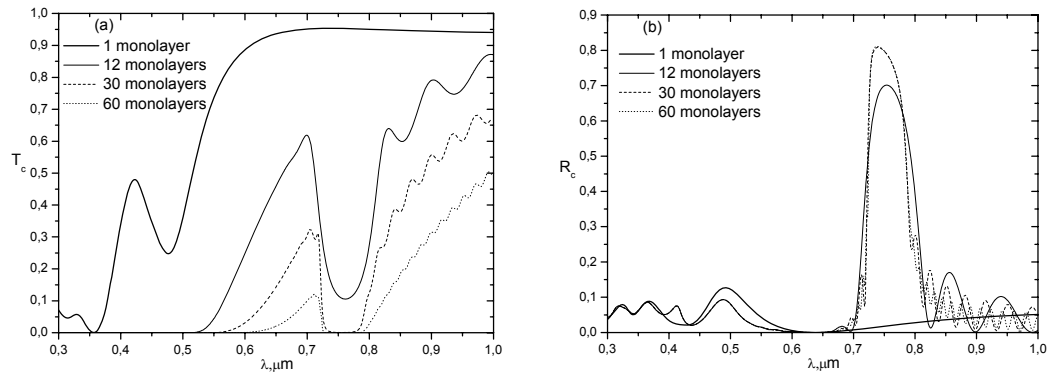 (a)
1 monolayer
12 monolayers
30 monolayers
60 monolayers
1,0
0,9
0,8
0,7
0,6
0,5
0,4
0,3
0,2
0,1
0,0
T_c
0,3 0,4 0,5 0,6 0,7 0,8 0,9 1,0
λ,μm
(b)
1 monolayer
12 monolayers
30 monolayers
60 monolayers
0,9
0,8
0,7
0,6
0,5
0,4
0,3
0,2
0,1
0,0
R_c
0,3 0,4 0,5 0,6 0,7 0,8 0,9 1,0
λ,μm